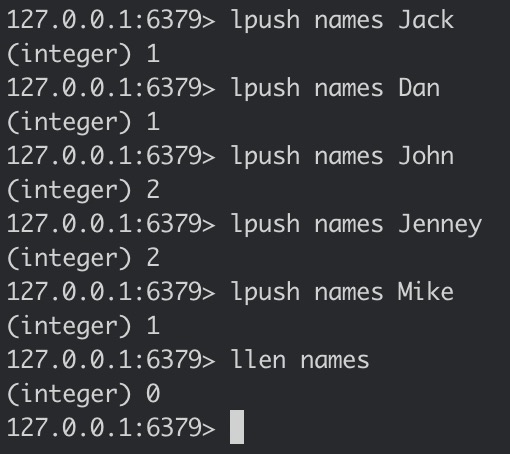 127.0.0.1:6379> lpush names Jack
(integer) 1
127.0.0.1:6379> lpush names Dan
(integer) 1
127.0.0.1:6379> lpush names John
(integer) 2
127.0.0.1:6379> lpush names Jenney
(integer) 2
127.0.0.1:6379> lpush names Mike
(integer) 1
127.0.0.1:6379> llen names
(integer) 0
127.0.0.1:6379>